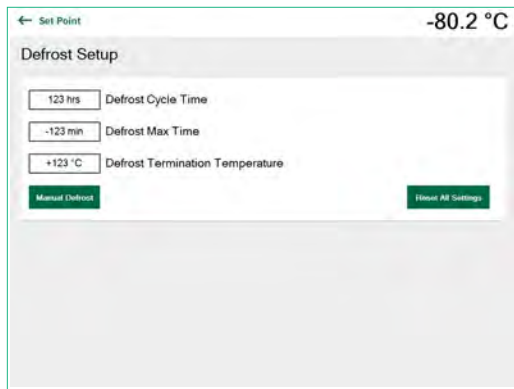 ← Set Point
-80.2 °C
Defrost Setup
123 hrs Defrost Cycle Time
-123 min Defrost Max Time
+123 °C Defrost Termination Temperature
Manual Defrost Reset All Settings